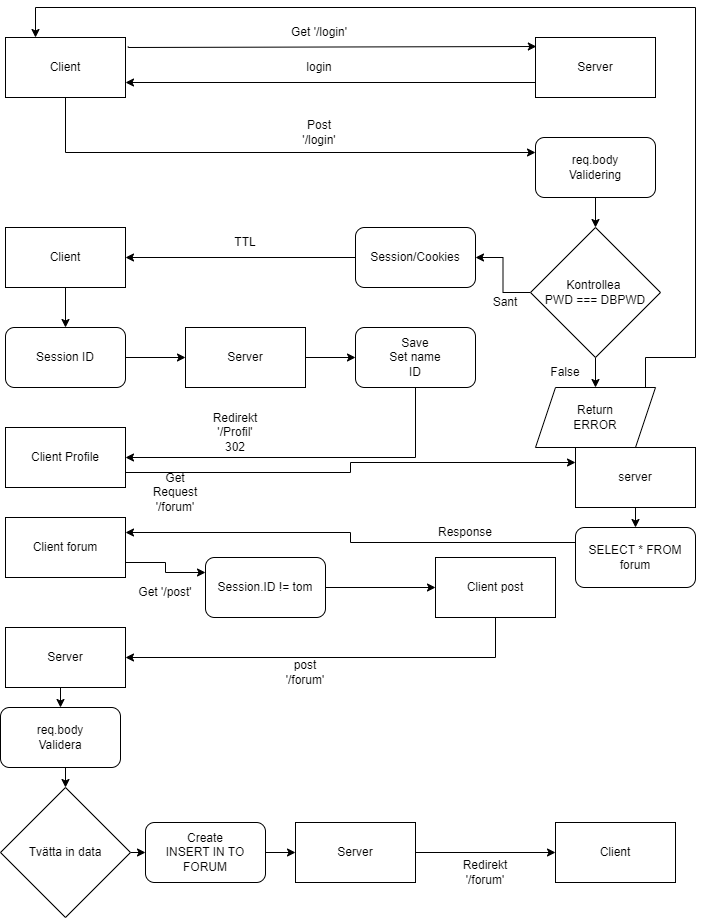 Get '/login'
Client
login
Server
Post
'/login'
req.body
Validering
Client
TTL
Session/Cookies
Sant
Kontrollea
PWD === DBPWD
Session ID
Server
Save
Set name
ID
False
Return
ERROR
Redirekt
'/Profil'
302
Client Profile
Get
Request
'/forum'
server
Client forum
Response
SELECT * FROM
forum
Get '/post'
Session.ID != tom
Client post
Server
post
'/forum'
req.body
Validera
Tvätta in data
Create
INSERT IN TO
FORUM
Server
Redirekt
'/forum'
Client